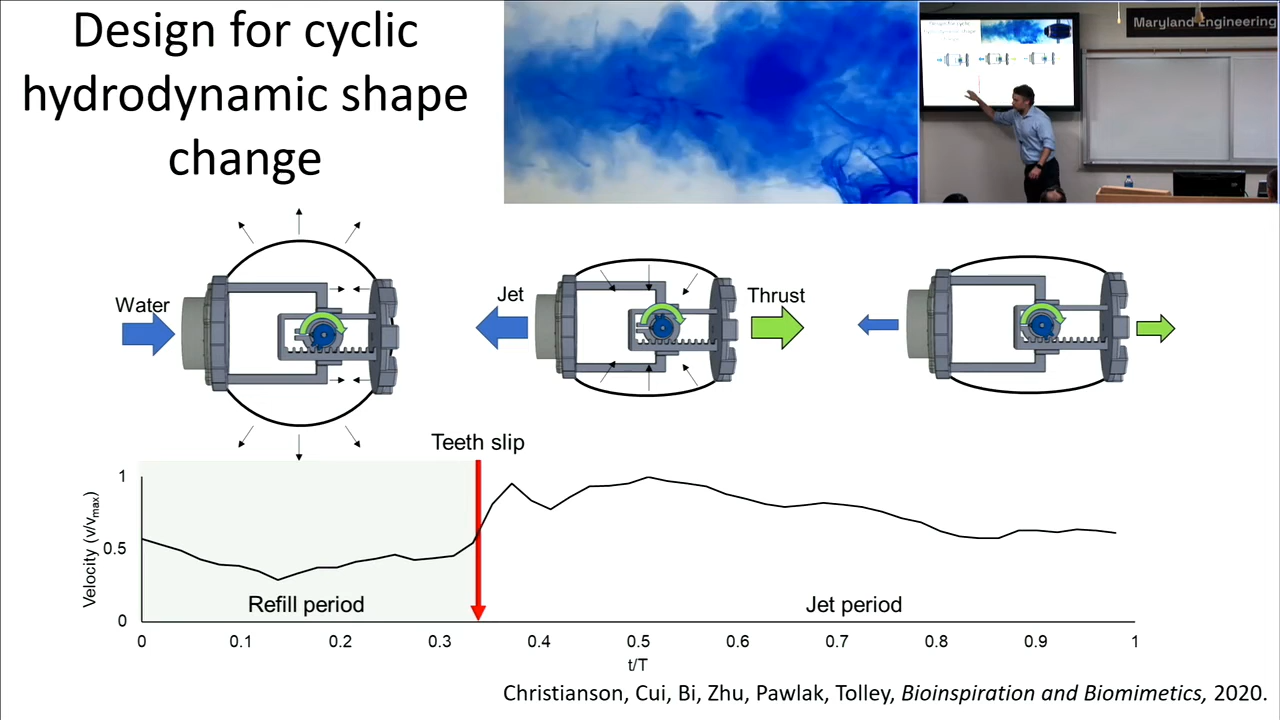 Design for cyclic
hydrodynamic shape
change
Maryland Engineering
Water
Jet
Thrust
Teeth slip
Velocity (v/vmax)
1
0.5
0
Refill period
Jet period
0 0.1 0.2 0.3 0.4 0.5 0.6 0.7 0.8 0.9 1
t/T
Christianson, Cui, Bi, Zhu, Pawlak, Tolley, Bioinspiration and Biomimetics, 2020.